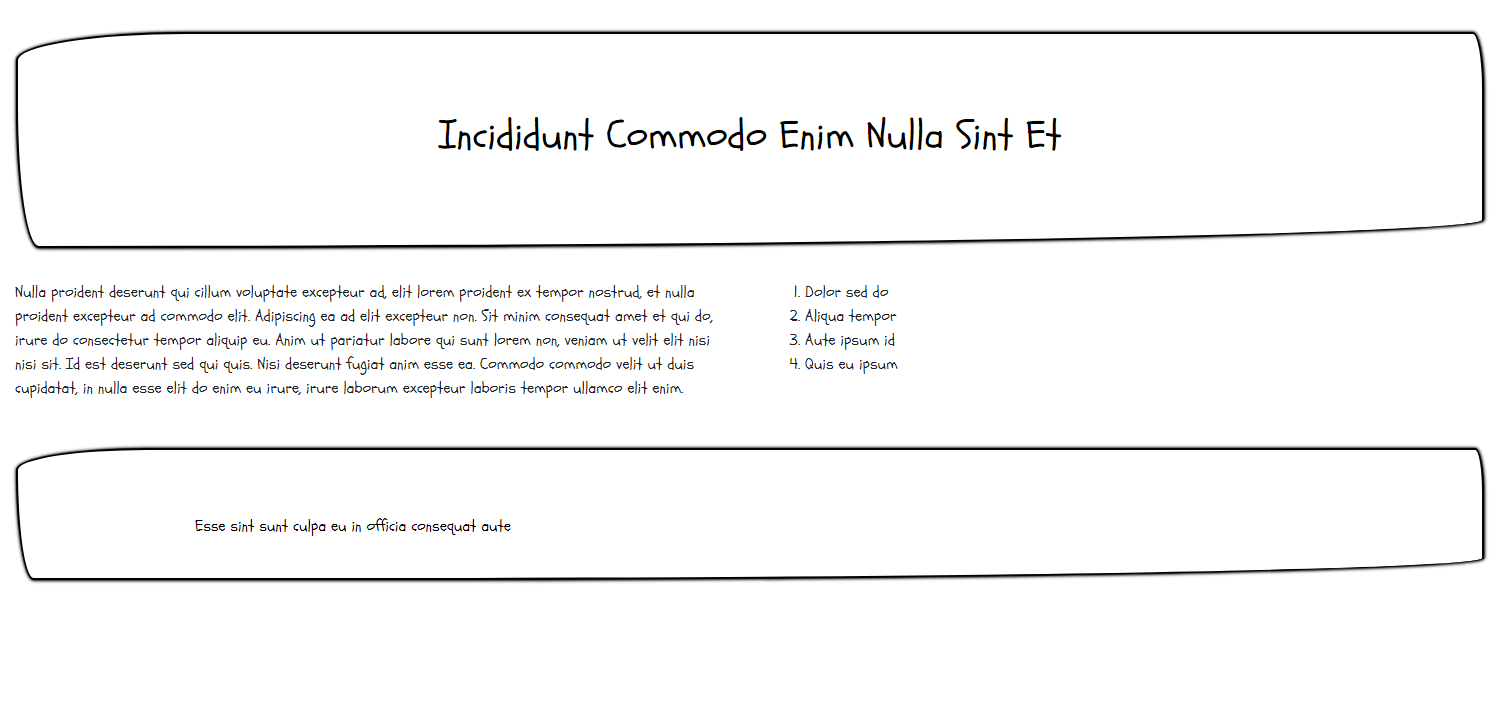 Incididunt Commodo Enim Nulla Sint Et
Nulla proident deserunt qui cillum voluptate excepteur ad, elit lorem proident ex tempor nostrud, et nulla
proident excepteur ad commodo elit. Adipiscing ea ad elit excepteur non. Sit minim consequat amet et qui do,
irure do consectetur tempor aliquip eu. Anim ut pariatur labore qui sunt lorem non, veniam ut velit elit nisi
nisi sit. Id est deserunt sed qui quis. Nisi deserunt fugiat anim esse ea. Commodo commodo velit ut duis
cupidatat, in nulla esse elit do enim eu irure, irure laborum excepteur laboris tempor ullamco elit enim.
1. Dolor sed do
2. Aliqua tempor
3. Aute ipsum id
4. Quis eu ipsum
Esse sint sunt culpa eu in officia consequat aute